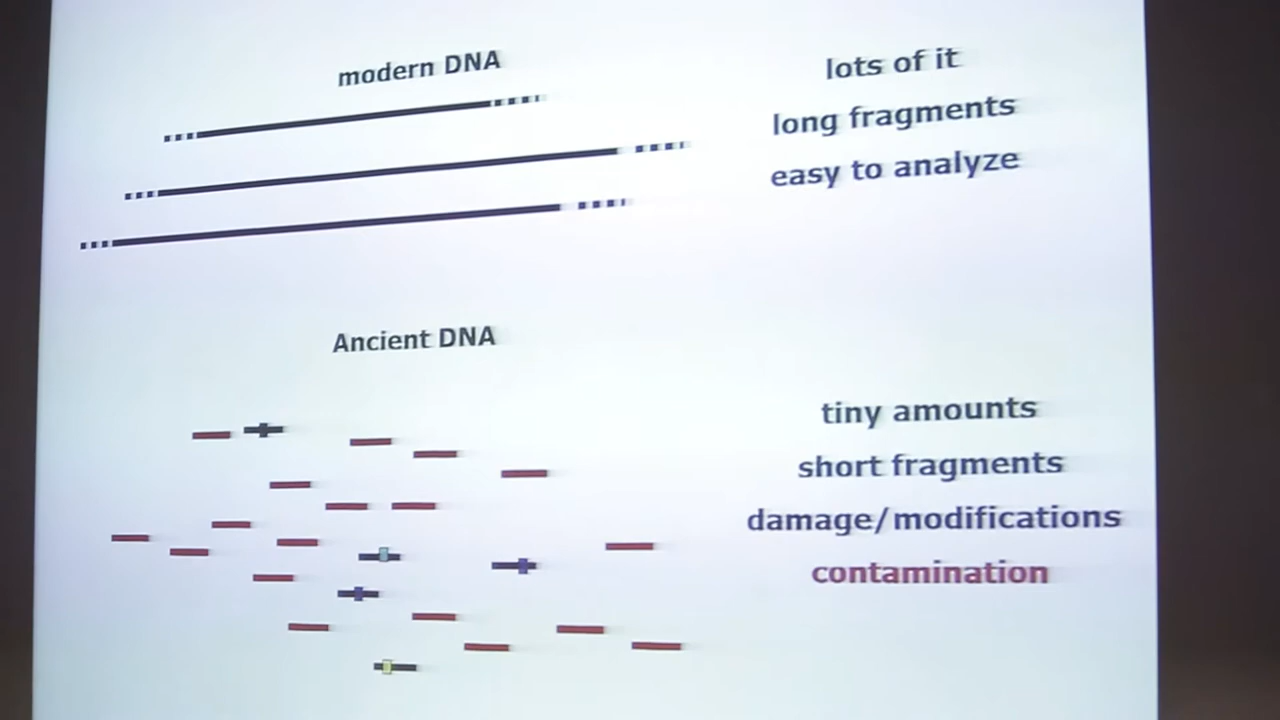 modern DNA
lots of it
long fragments
easy to analyze
Ancient DNA
tiny amounts
short fragments
damage/modifications
contamination